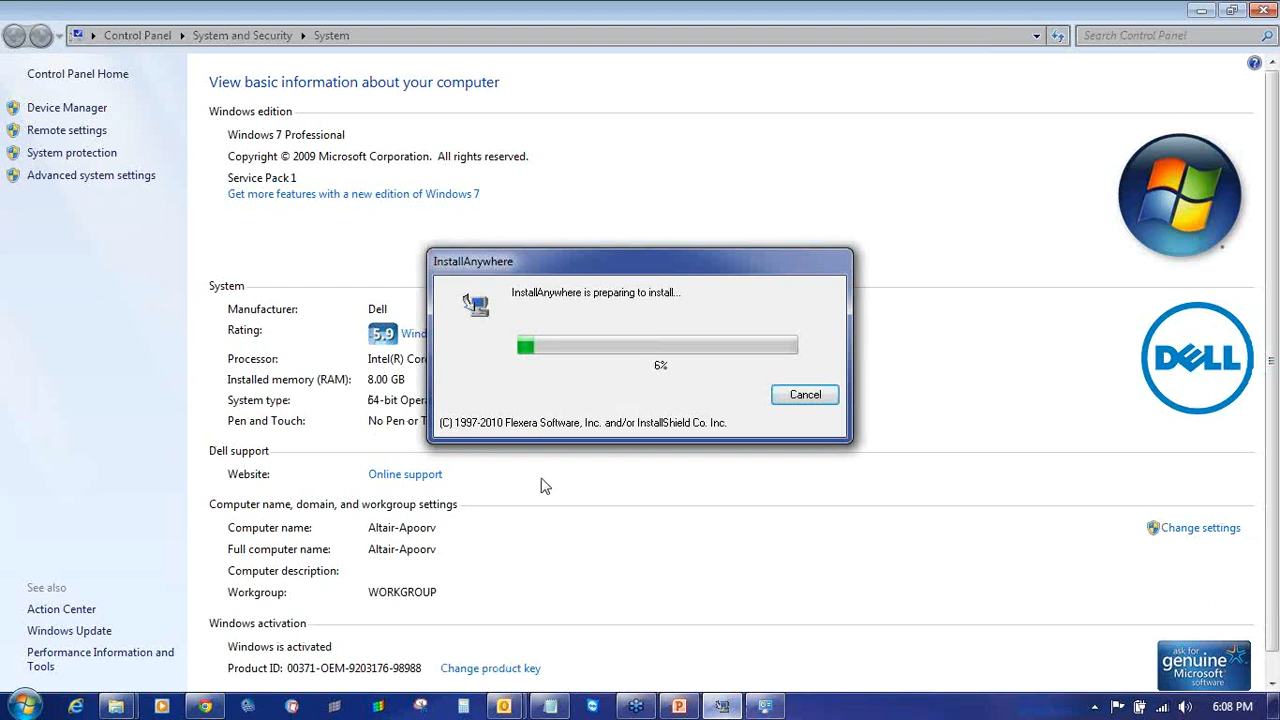 Control Panel System and Security System
Search Control Panel
Control Panel Home
Device Manager
Remote settings
System protection
Advanced system settings
View basic information about your computer
Windows edition
Windows 7 Professional
Copyright © 2009 Microsoft Corporation. All rights reserved.
Service Pack 1
Get more features with a new edition of Windows 7
System
Manufacturer: Dell
Rating: 5.9 Wind
Processor: Intel(R) Cor
Installed memory (RAM): 8.00 GB
System type: 64-bit Opera
Pen and Touch: No Pen or T
InstallAnywhere
InstallAnywhere is preparing to install...
6%
Cancel
(C) 1997-2010 Flexera Software, Inc. and/or InstallShield Co. Inc.
DELL
Dell support
Website: Online support
Computer name, domain, and workgroup settings
Computer name: Altair-Apoorv
Change settings
Full computer name: Altair-Apoorv
Computer description:
Workgroup: WORKGROUP
See also
Action Center
Windows Update
Performance Information and
Tools
Windows activation
Windows is activated
Product ID: 00371-OEM-9203176-98988 Change product key
ask for
genuine
Microsoft
software
6:08 PM